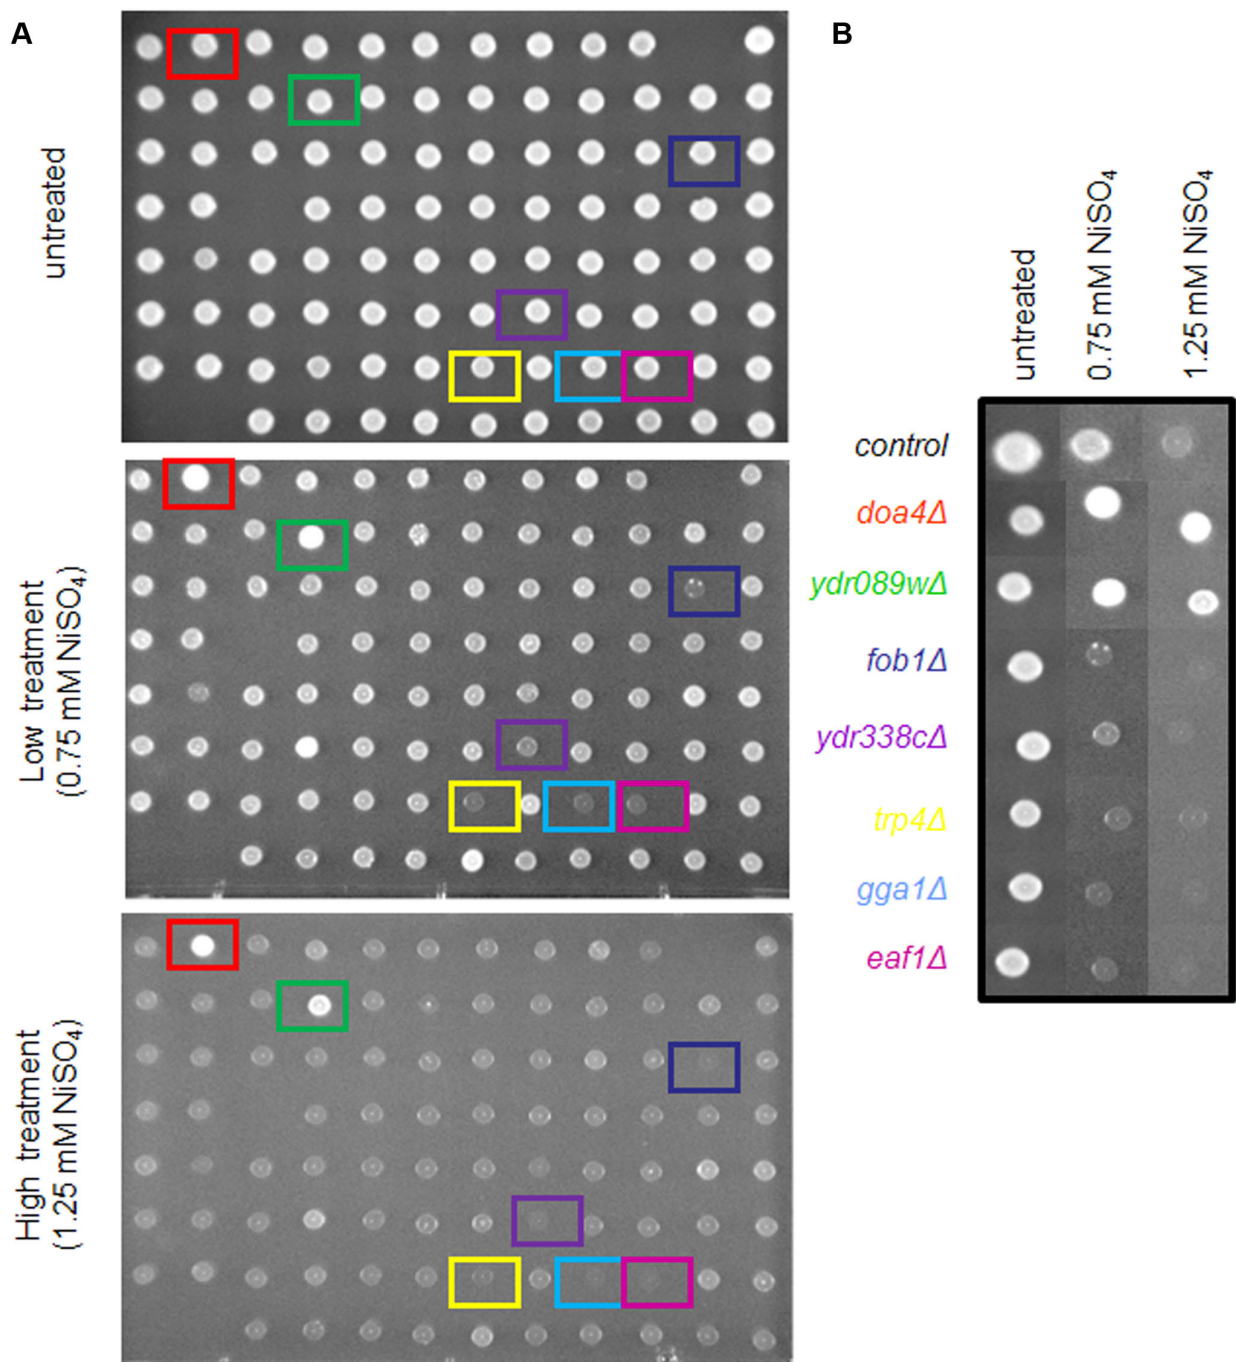 A
B
untreated
Low treatment
(0.75 mM NiSO₄)
High treatment
(1.25 mM NiSO₄)
untreated
0.75 mM NiSO₄
1.25 mM NiSO₄
control
doa4Δ
ydr089wΔ
fob1Δ
ydr338cΔ
trp4Δ
gga1Δ
eaf1Δ